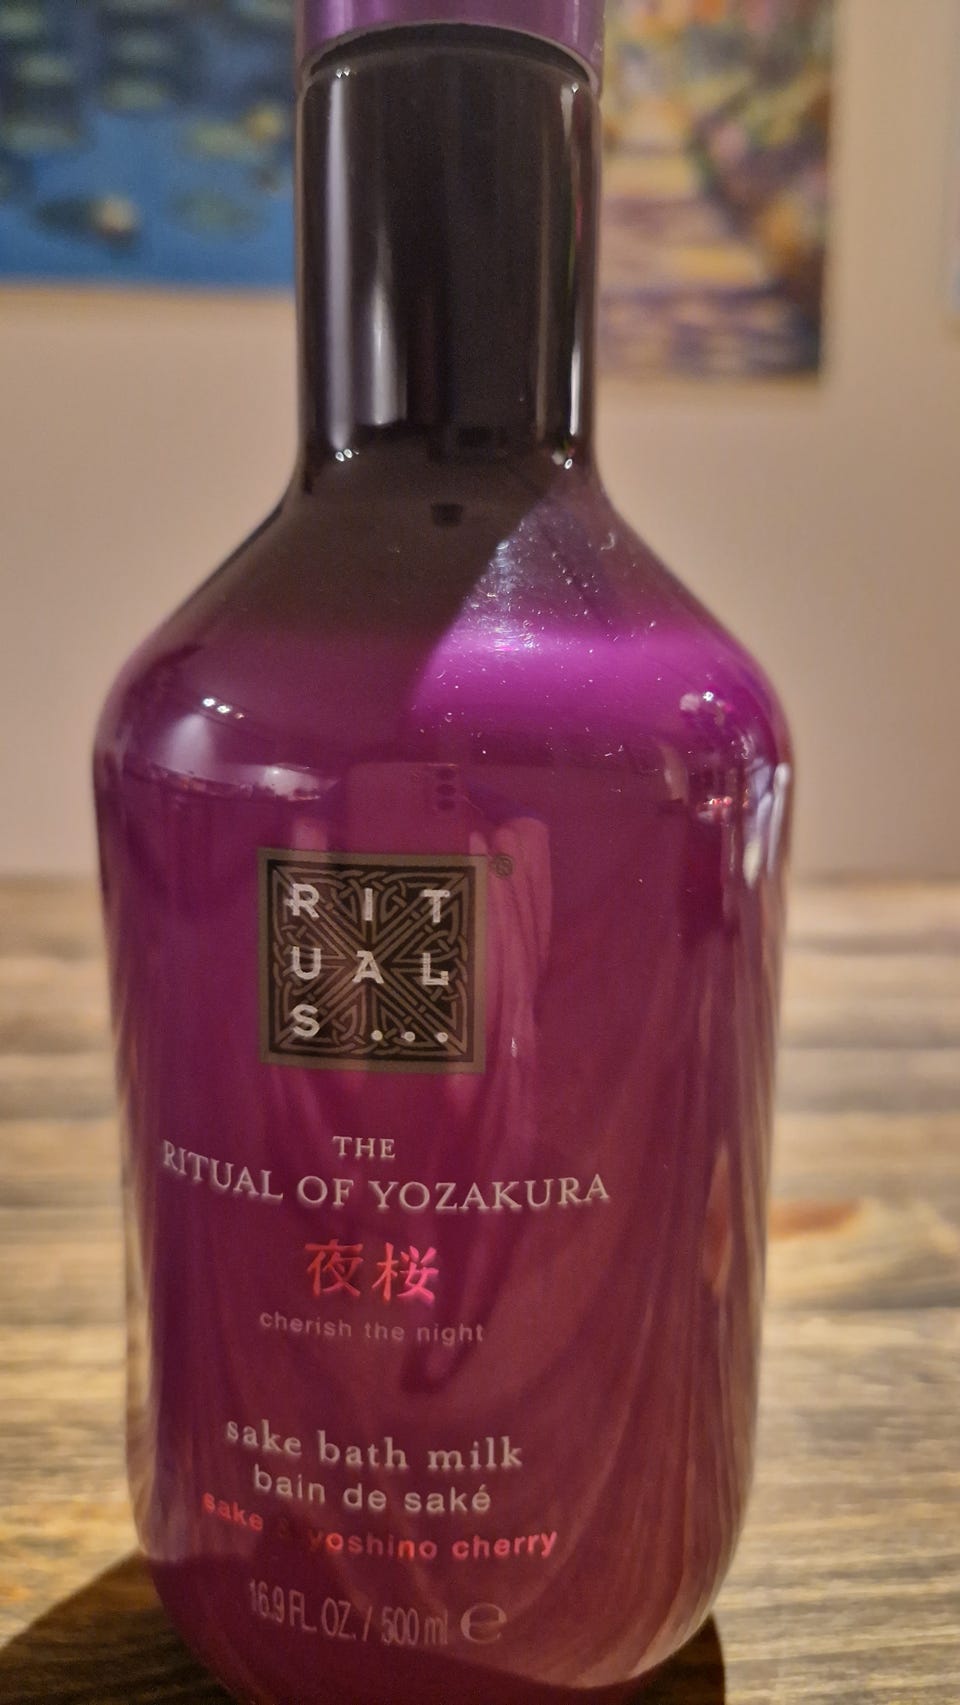 RIT
UAL
S...
®
THE
RITUAL OF YOZAKURA
夜桜
cherish the night
sake bath milk
bain de saké
sake & yoshino cherry
16.9 FL. OZ. / 500 ml ℮